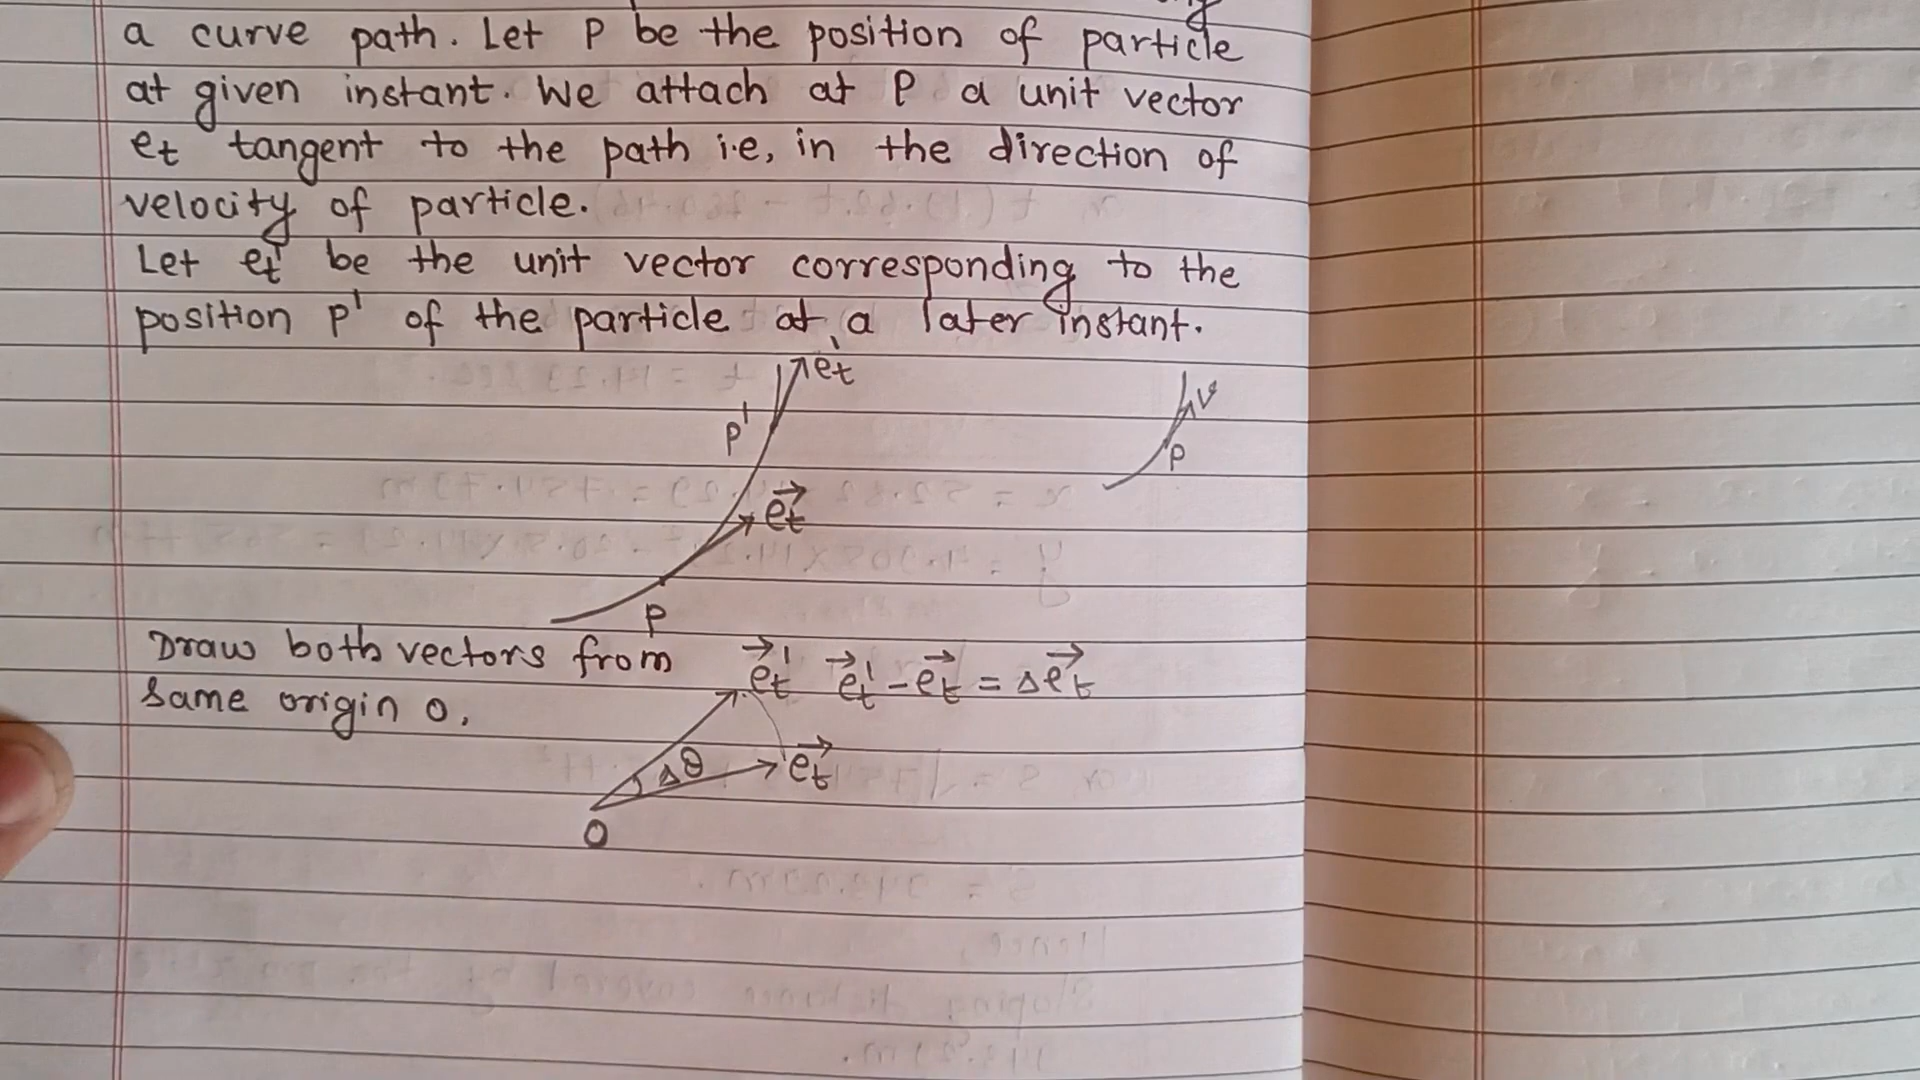 a curve path. Let P be the position of particle
at given instant. We attach at P a unit vector
et tangent to the path i.e, in the direction of
velocity of particle.
Let et' be the unit vector corresponding to the
position P' of the particle at a later instant.
et'
P'
v
P
et
P
Draw both vectors from
same origin O.
et' et' - et = Δet
Δθ
et
O